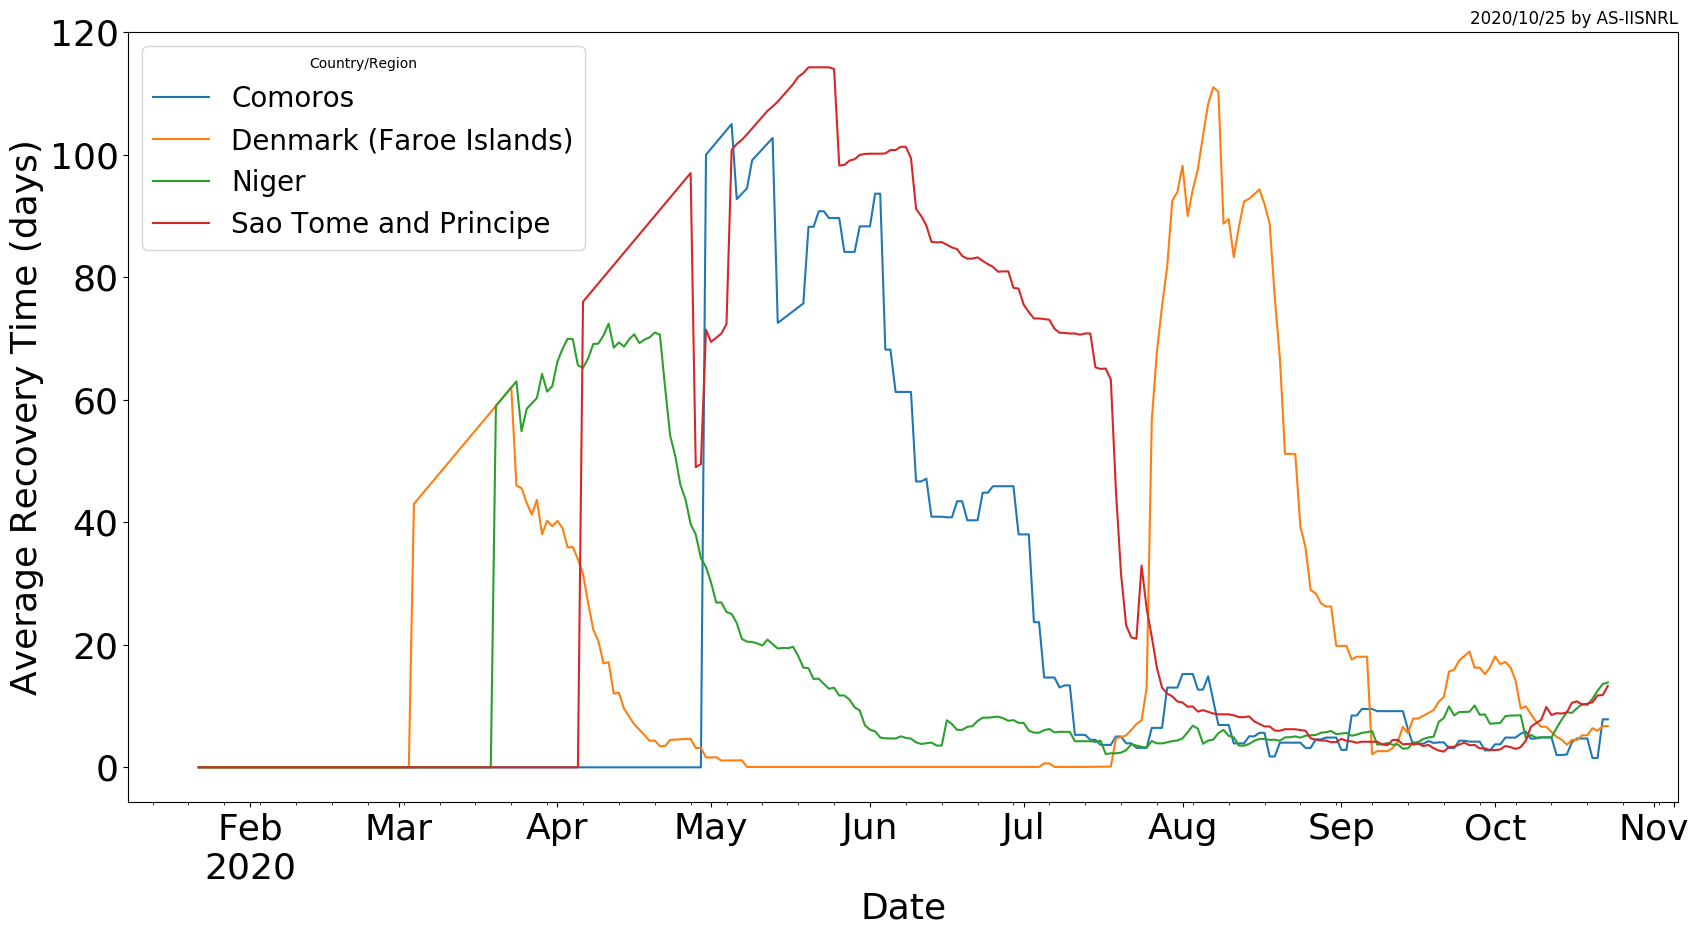 2020/10/25 by AS-IISNRL
Country/Region
Comoros
Denmark (Faroe Islands)
Niger
Sao Tome and Principe
Average Recovery Time (days)
120
100
80
60
40
20
0
Feb Mar Apr May Jun Jul Aug Sep Oct Nov
2020
Date